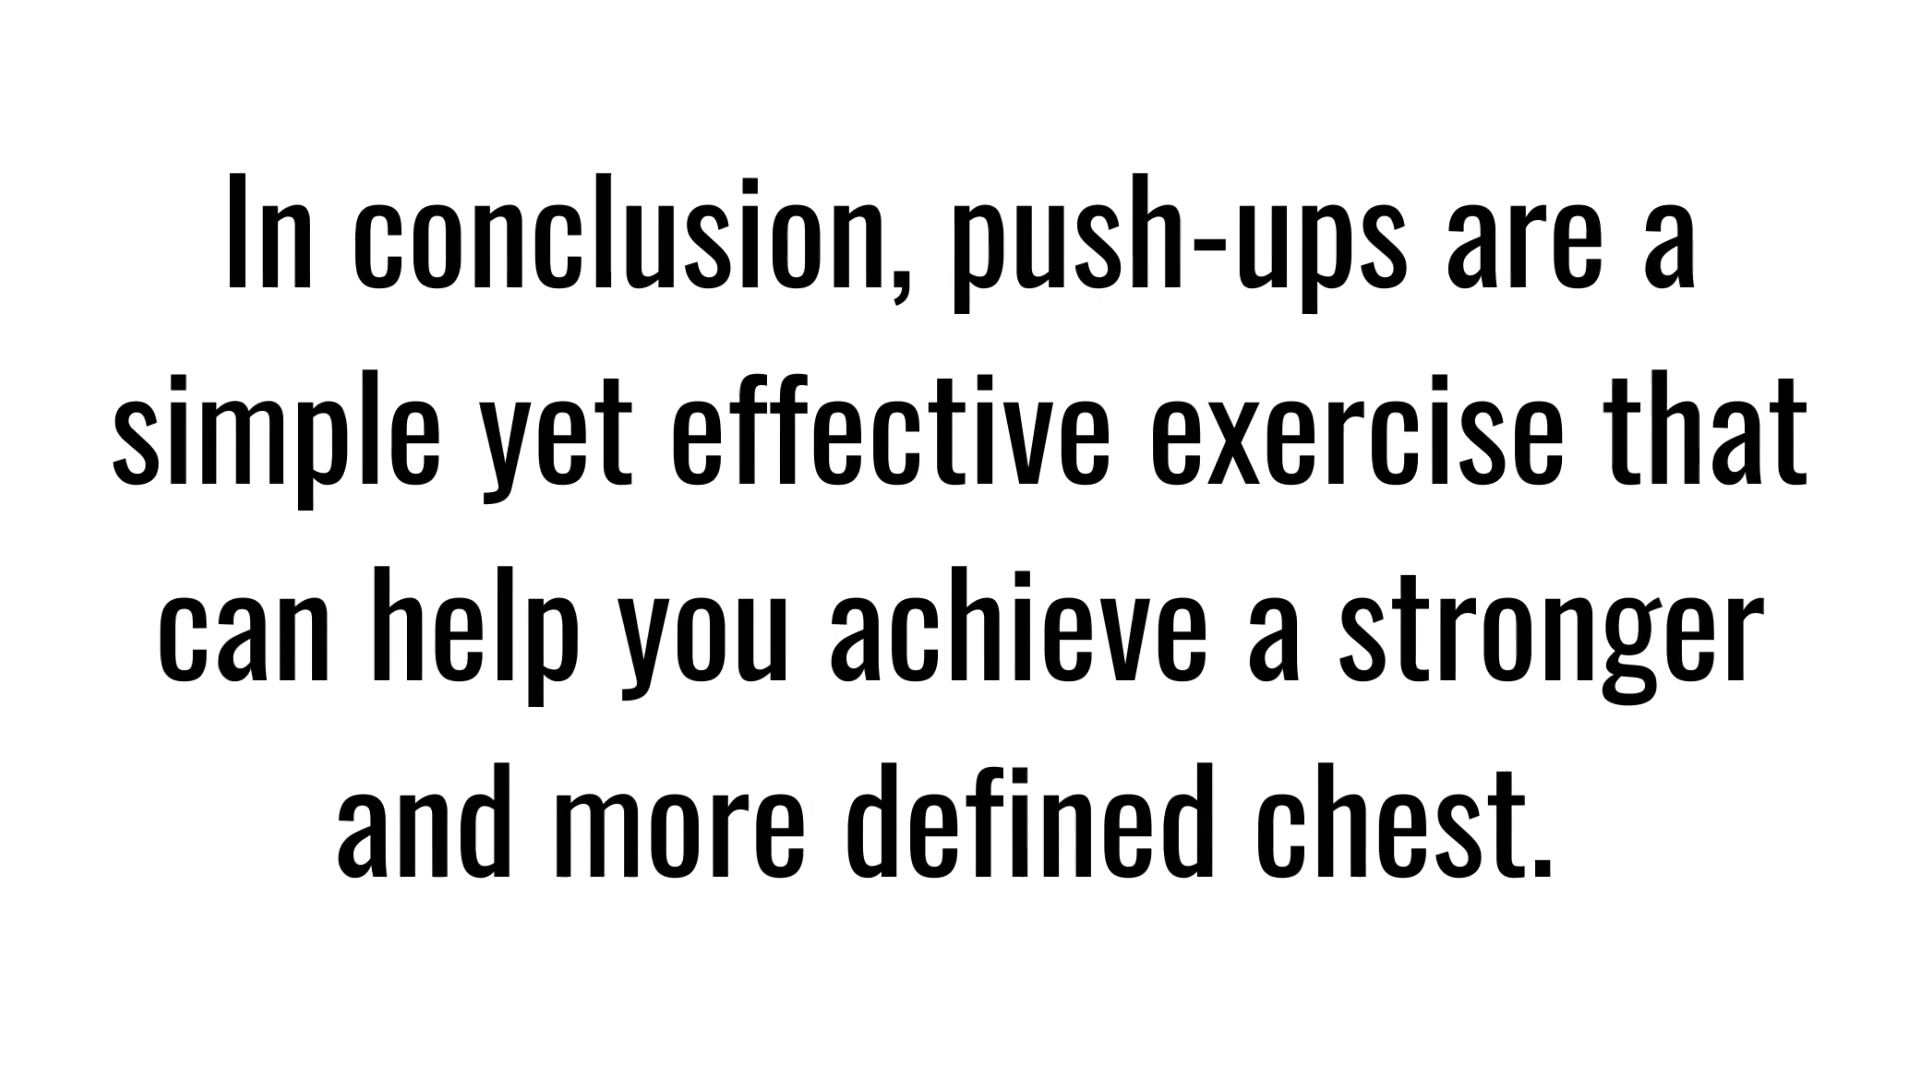 In conclusion, push-ups are a
simple yet effective exercise that
can help you achieve a stronger
and more defined chest.